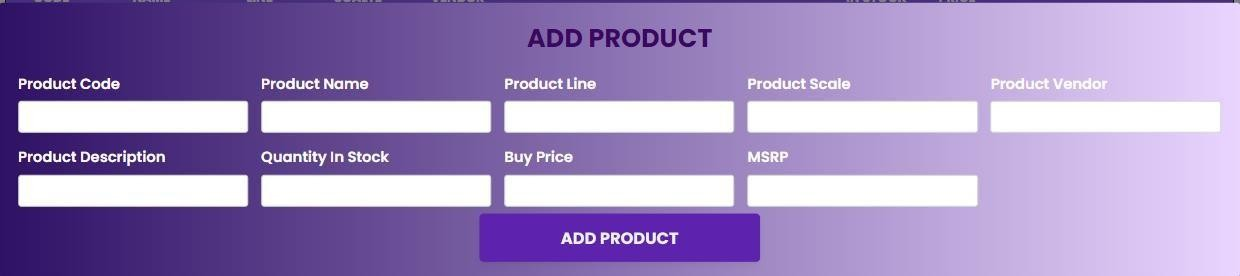 ADD PRODUCT
Product Code Product Name Product Line Product Scale Product Vendor
Product Description Quantity In Stock Buy Price MSRP
ADD PRODUCT